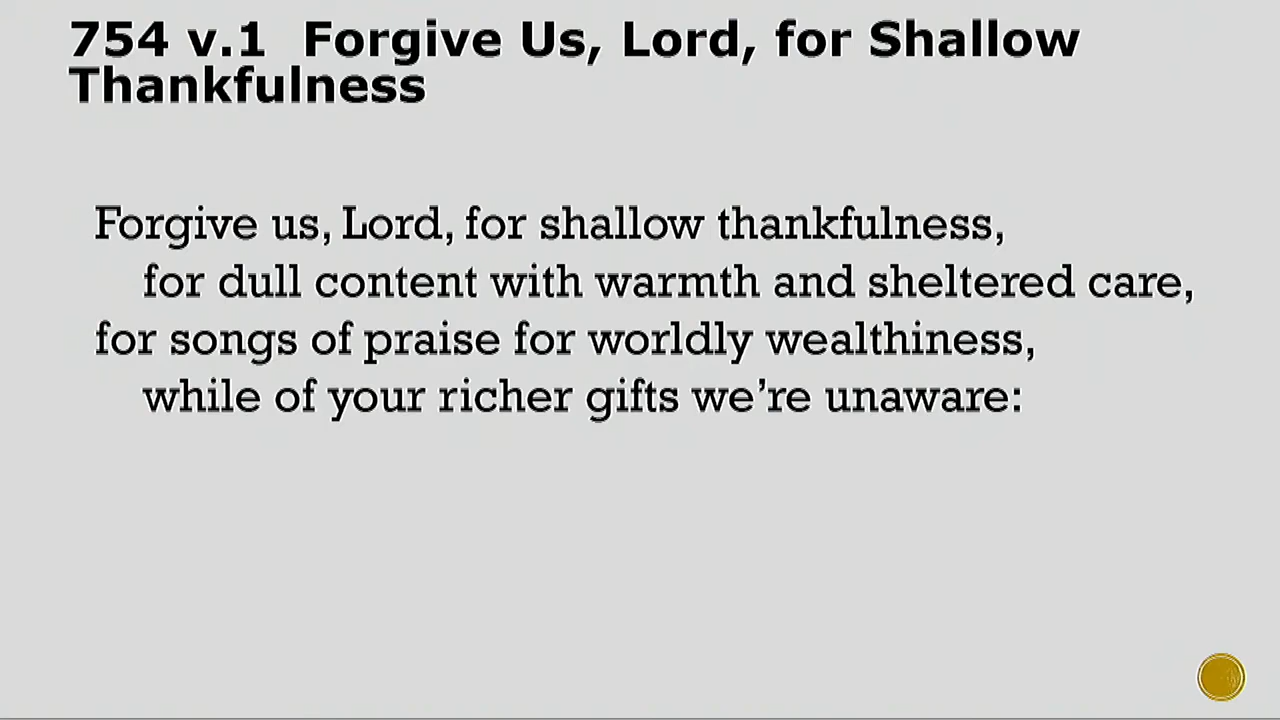 754 v.1 Forgive Us, Lord, for Shallow
Thankfulness
Forgive us, Lord, for shallow thankfulness,
for dull content with warmth and sheltered care,
for songs of praise for worldly wealthiness,
while of your richer gifts we’re unaware: